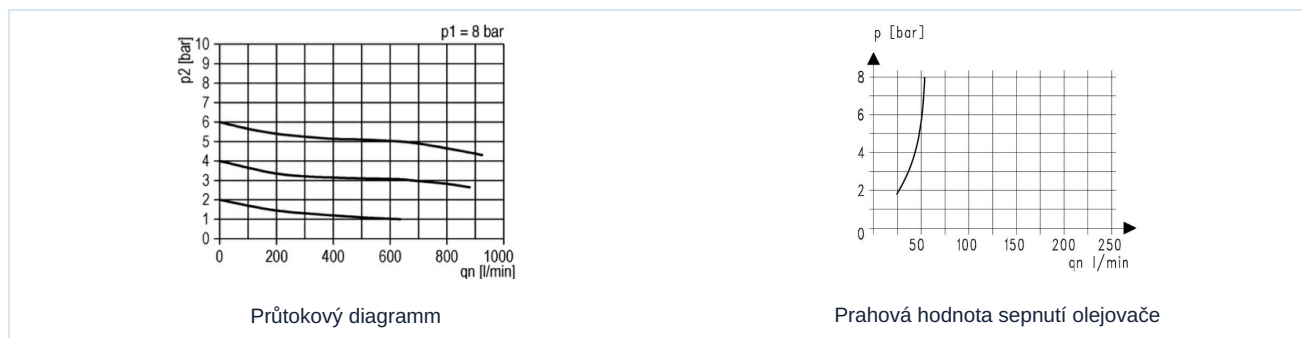 p1 = 8 bar
p2 [bar]
10
9
8
7
6
5
4
3
2
1
0
0 200 400 600 800 1000
qn [l/min]
Průtokový diagramm
p [bar]
8
6
4
2
0
50 100 150 200 250
qn l/min
Prahová hodnota sepnutí olejovače